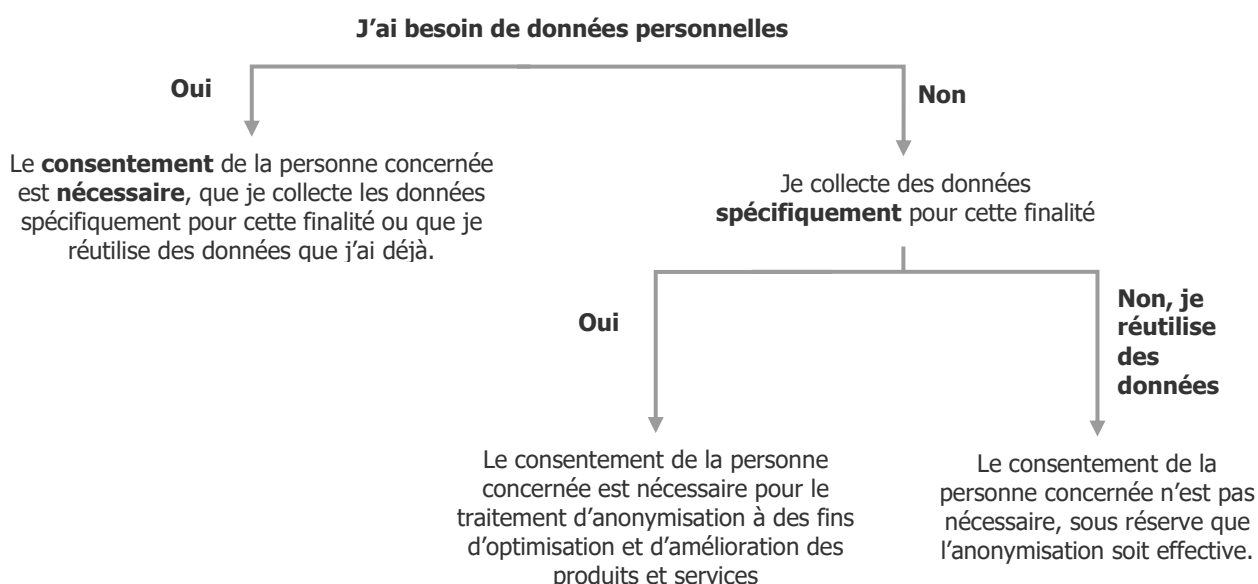 J’ai besoin de données personnelles
Oui
Non
Le consentement de la personne concernée
est nécessaire, que je collecte les données
spécifiquement pour cette finalité ou que je
réutilise des données que j’ai déjà.
Je collecte des données
spécifiquement pour cette finalité
Oui
Non, je
réutilise
des
données
Le consentement de la personne
concernée est nécessaire pour le
traitement d’anonymisation à des fins
d’optimisation et d’amélioration des
produits et services
Le consentement de la
personne concernée n’est pas
nécessaire, sous réserve que
l’anonymisation soit effective.